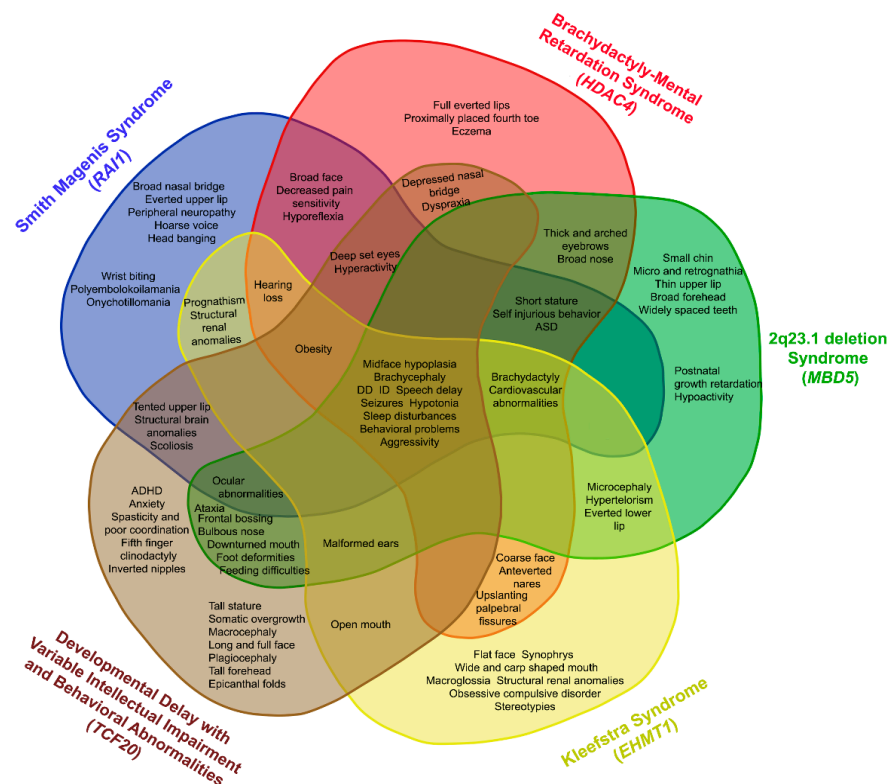 Brachydactyly-Mental
Retardation Syndrome
(HDAC4)
Smith Magenis Syndrome
(RAI1)
Full everted lips
Proximally placed fourth toe
Eczema
Broad nasal bridge
Everted upper lip
Peripheral neuropathy
Hoarse voice
Head banging
Wrist biting
Polyembolokoilamania
Onychotillomania
Broad face
Decreased pain
sensitivity
Hyporeflexia
Depressed nasal
bridge
Dyspraxia
Deep set eyes
Hyperactivity
Thick and arched
eyebrows
Broad nose
Small chin
Micro and retrognathia
Thin upper lip
Broad forehead
Widely spaced teeth
Hearing
loss
Prognathism
Structural
renal
anomalies
Short stature
Self injurious behavior
ASD
2q23.1 deletion
Syndrome
(MBD5)
Postnatal
growth retardation
Hypoactivity
Obesity
Midface hypoplasia
Brachycephaly
DD ID Speech delay
Seizures Hypotonia
Sleep disturbances
Behavioral problems
Aggressivity
Brachydactyly
Cardiovascular
abnormalities
Tented upper lip
Structural brain
anomalies
Scoliosis
Ocular
abnormalities
Microcephaly
Hypertelorism
Everted lower
lip
ADHD
Anxiety
Spasticity and
poor coordination
Fifth finger
clinodactyly
Inverted nipples
Ataxia
Frontal bossing
Bulbous nose
Downturned mouth
Foot deformities
Feeding difficulties
Malformed ears
Coarse face
Anteverted
nares
Upslanting
palpebral
fissures
Tall stature
Somatic overgrowth
Macrocephaly
Long and full face
Plagiocephaly
Tall forehead
Epicanthal folds
Open mouth
Flat face Synophrys
Wide and carp shaped mouth
Macroglossia Structural renal anomalies
Obsessive compulsive disorder
Stereotypies
Developmental Delay with
Variable Intellectual Impairment
and Behavioral Abnormalities
(TCF20)
Kleefstra Syndrome
(EHMT1)